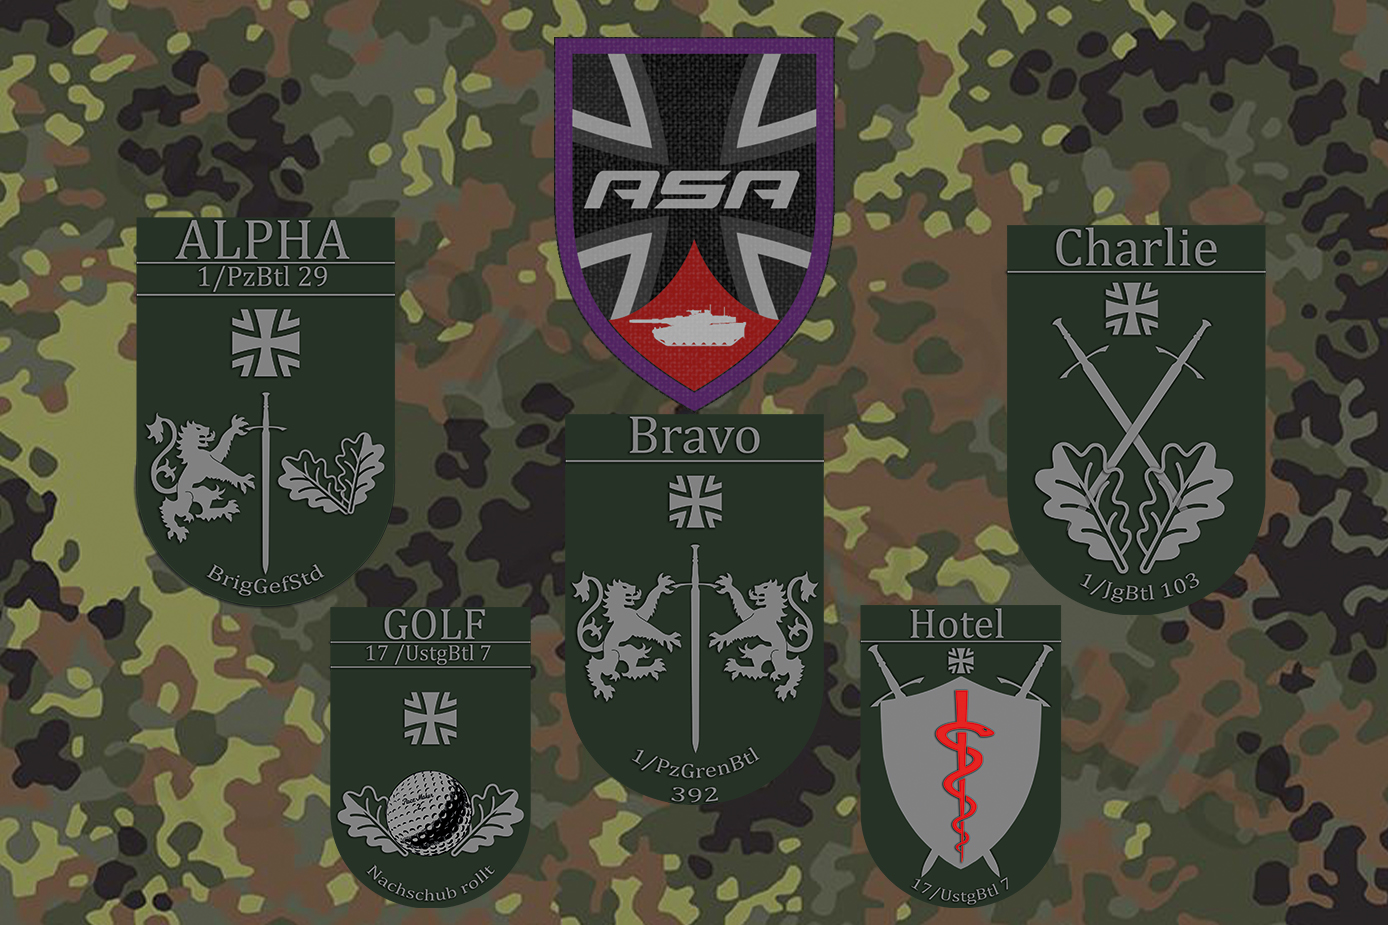 ASA
ALPHA
1/PzBtl 29
BrigGefStd
Bravo
1/PzGrenBtl
392
Charlie
1/JgBtl 103
GOLF
17 /UstgBtl 7
Nachschub rollt
Hotel
17/UstgBtl 7